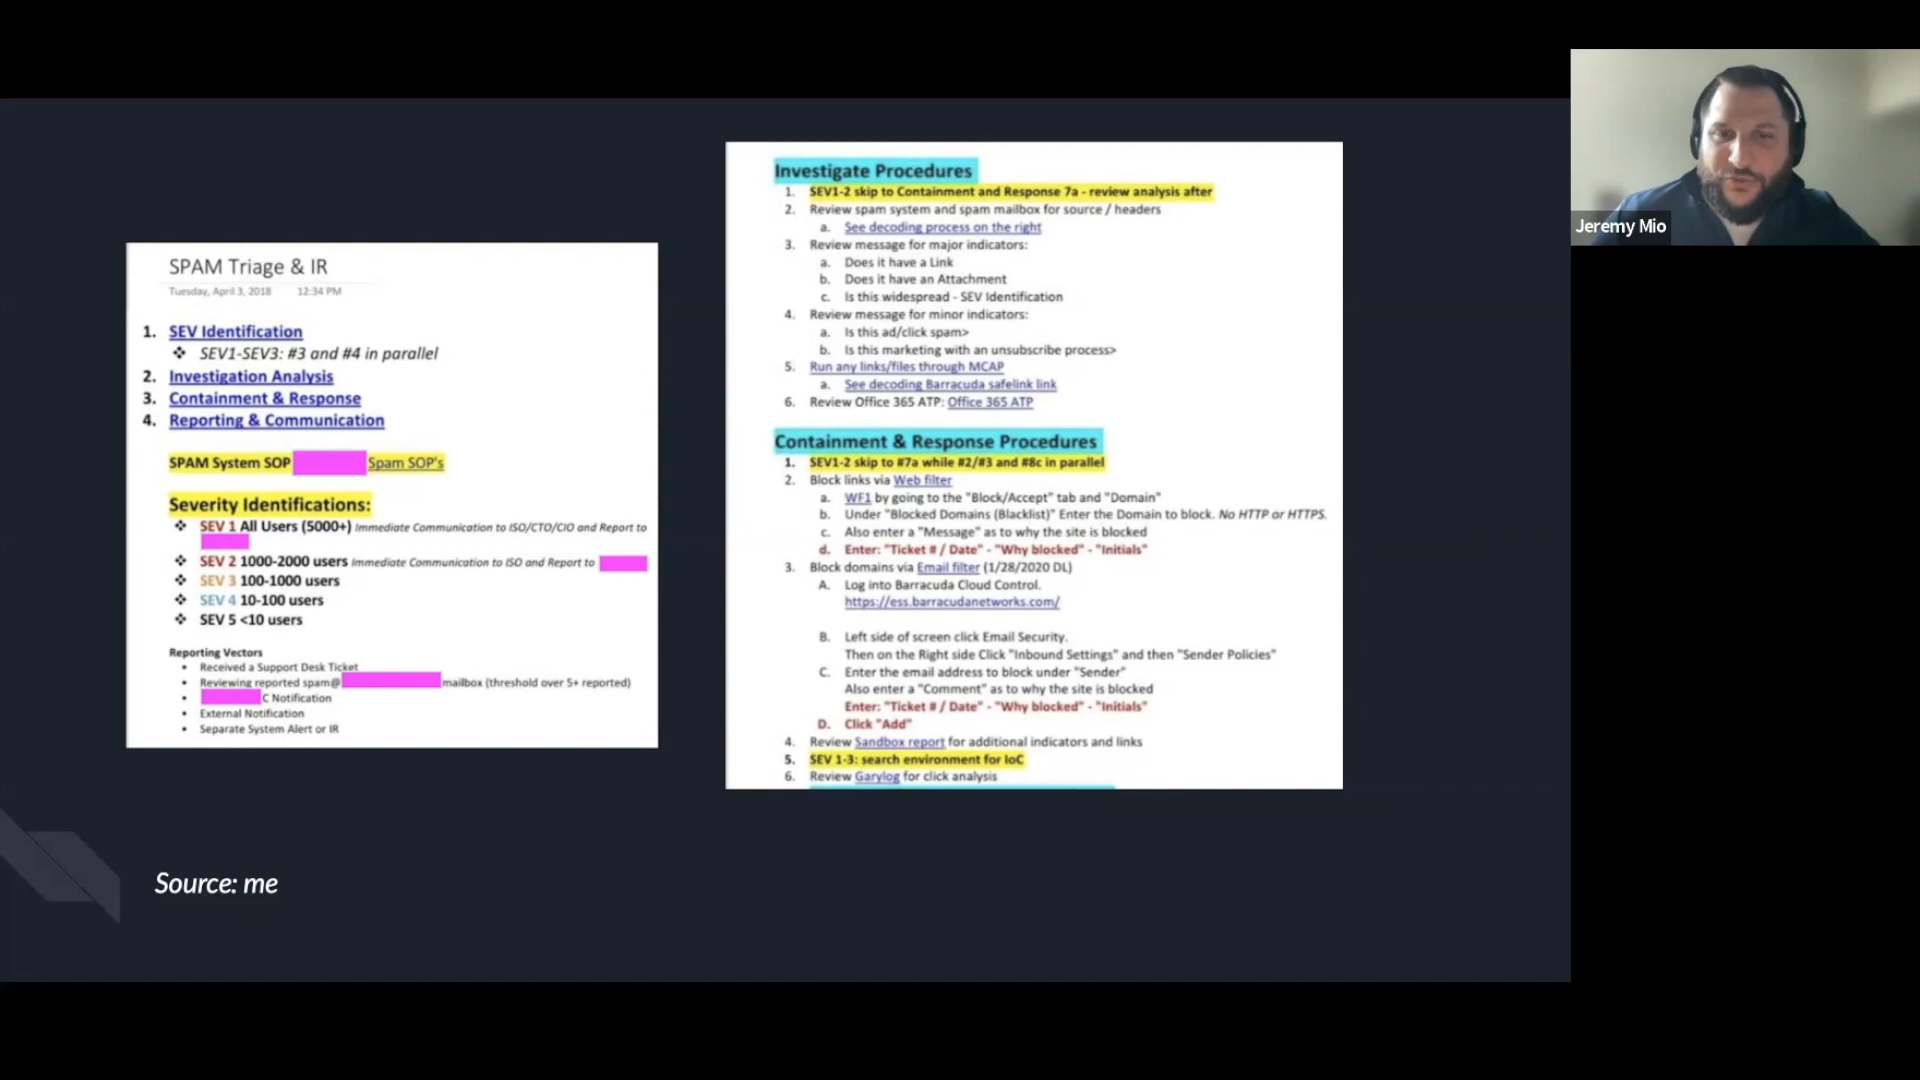 Jeremy Mio
SPAM Triage & IR
Tuesday, April 3, 2018 12:34 PM
1. SEV Identification
❖ SEV1-SEV3: #3 and #4 in parallel
2. Investigation Analysis
3. Containment & Response
4. Reporting & Communication
SPAM System SOP Spam SOP's
Severity Identifications:
❖ SEV 1 All Users (5000+) Immediate Communication to ISO/CTO/CIO and Report to
❖ SEV 2 1000-2000 users Immediate Communication to ISO and Report to
❖ SEV 3 100-1000 users
❖ SEV 4 10-100 users
❖ SEV 5 <10 users
Reporting Vectors
• Received a Support Desk Ticket
• Reviewing reported spam@ mailbox (threshold over 5+ reported)
• C Notification
• External Notification
• Separate System Alert or IR
Investigate Procedures
1. SEV1-2 skip to Containment and Response 7a - review analysis after
2. Review spam system and spam mailbox for source / headers
a. See decoding process on the right
3. Review message for major indicators:
a. Does it have a Link
b. Does it have an Attachment
c. Is this widespread - SEV Identification
4. Review message for minor indicators:
a. Is this ad/click spam>
b. Is this marketing with an unsubscribe process>
5. Run any links/files through MCAP
a. See decoding Barracuda safelink link
6. Review Office 365 ATP: Office 365 ATP
Containment & Response Procedures
1. SEV1-2 skip to #7a while #2/#3 and #8c in parallel
2. Block links via Web filter
a. WF1 by going to the "Block/Accept" tab and "Domain"
b. Under "Blocked Domains (Blacklist)" Enter the Domain to block. No HTTP or HTTPS.
c. Also enter a "Message" as to why the site is blocked
d. Enter: "Ticket # / Date" - "Why blocked" - "Initials"
3. Block domains via Email filter (1/28/2020 DL)
A. Log into Barracuda Cloud Control.
https://ess.barracudanetworks.com/
B. Left side of screen click Email Security.
Then on the Right side Click "Inbound Settings" and then "Sender Policies"
C. Enter the email address to block under "Sender"
Also enter a "Comment" as to why the site is blocked
Enter: "Ticket # / Date" - "Why blocked" - "Initials"
D. Click "Add"
4. Review Sandbox report for additional indicators and links
5. SEV 1-3: search environment for IoC
6. Review Garylog for click analysis
Source: me